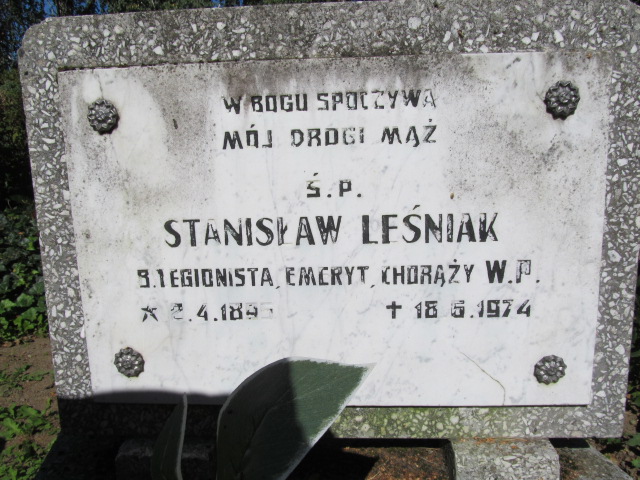 W BOGU SPOCZYWA
MÓJ DROGI MĄŻ
Ś.P.
STANISŁAW LEŚNIAK
B.LEGIONISTA, EMERYT, CHORĄŻY W.P.
✝ 18 6.1974